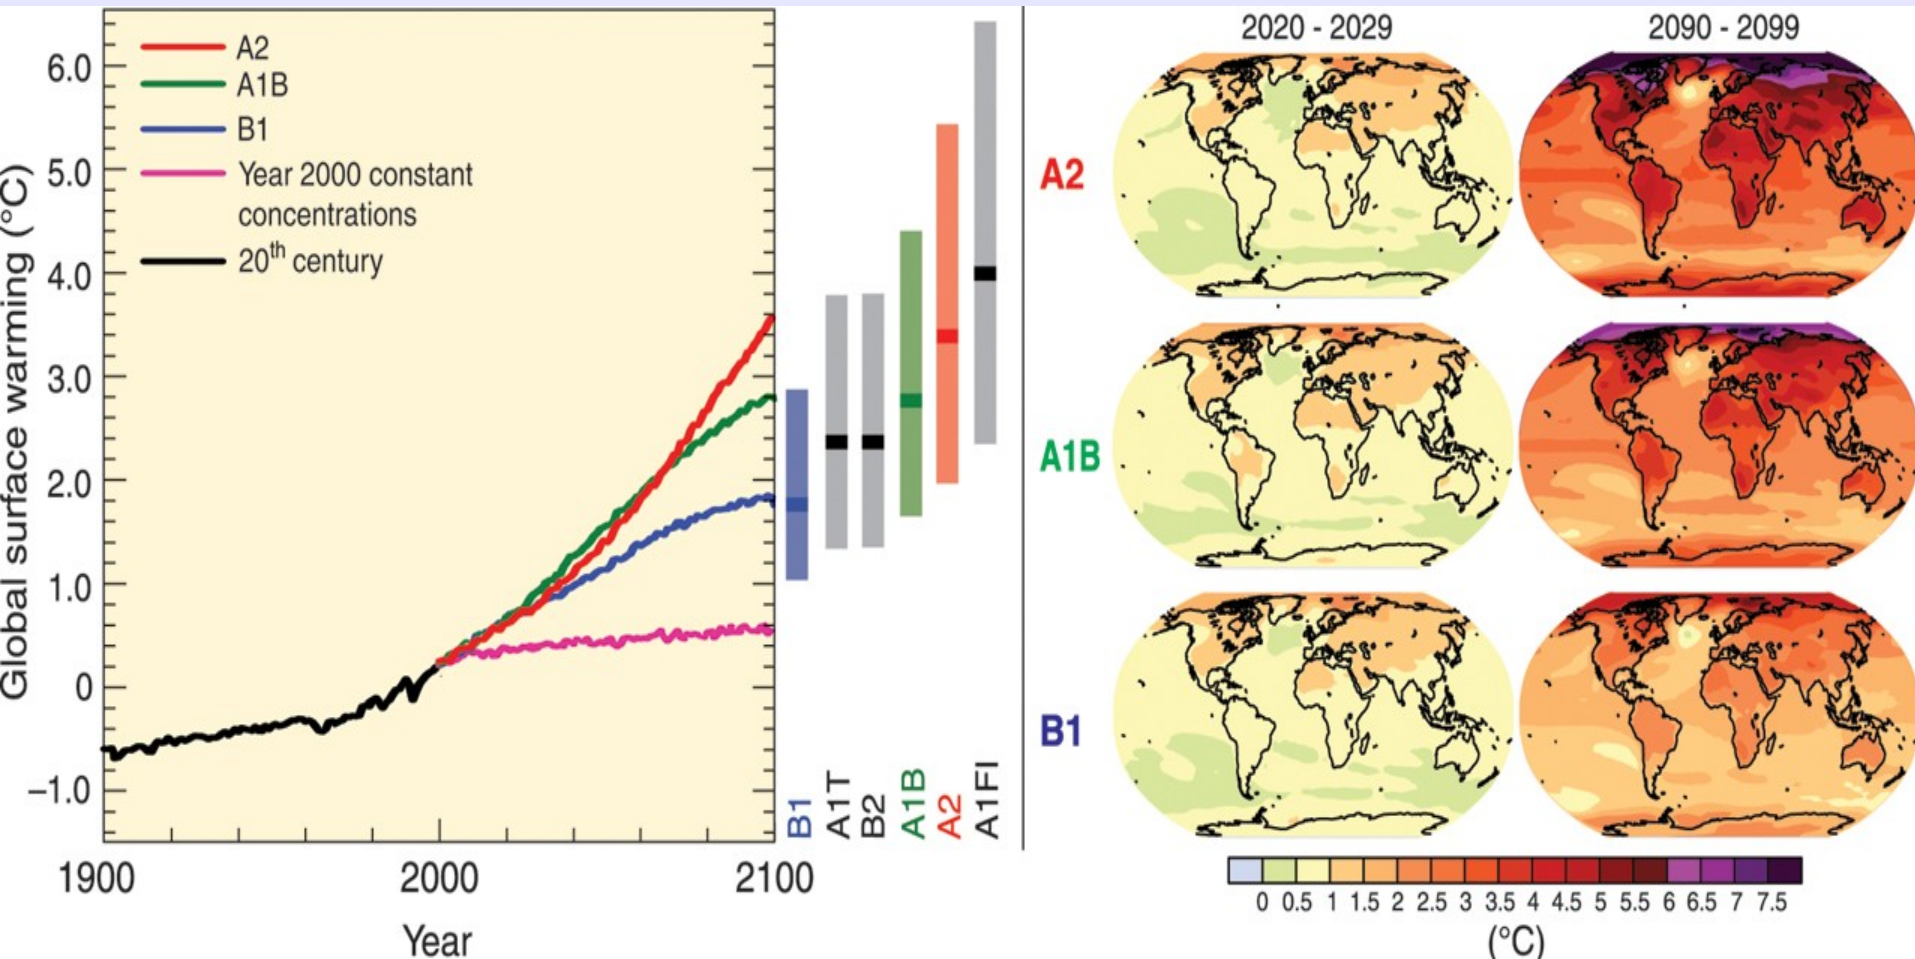 A2
A1B
B1
Year 2000 constant
concentrations
20th century
Global surface warming (°C)
6.0
5.0
4.0
3.0
2.0
1.0
0
−1.0
1900 2000 2100
Year
B1
A1T
B2
A1B
A2
A1FI
2020 - 2029 2090 - 2099
A2
A1B
B1
0 0.5 1 1.5 2 2.5 3 3.5 4 4.5 5 5.5 6 6.5 7 7.5
(°C)